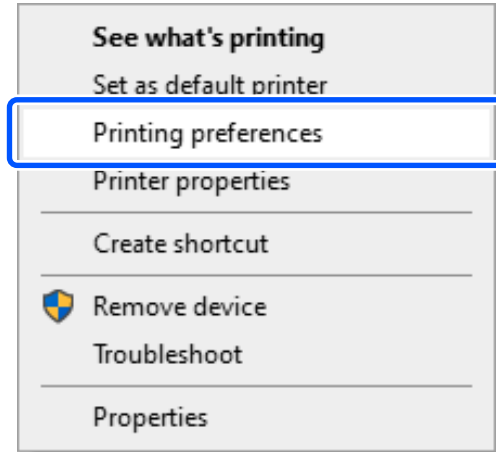 See what's printing
Set as default printer
Printing preferences
Printer properties
Create shortcut
Remove device
Troubleshoot
Properties